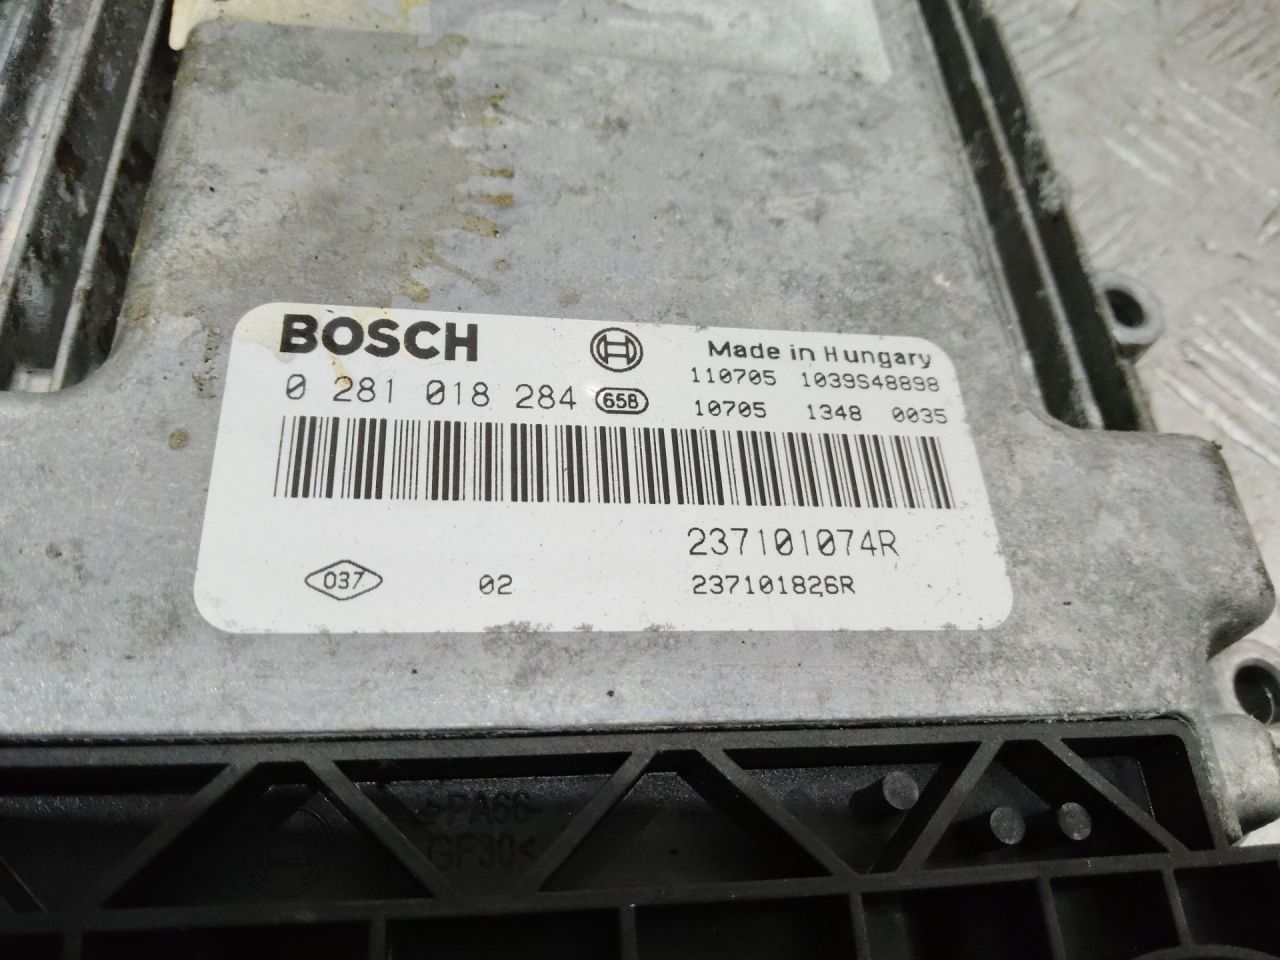 BOSCH
Made in Hungary
0 281 018 284 65B
110705 1039S48898
10705 1348 0035
237101074R
037 02 237101826R
>PA66-
GF30<